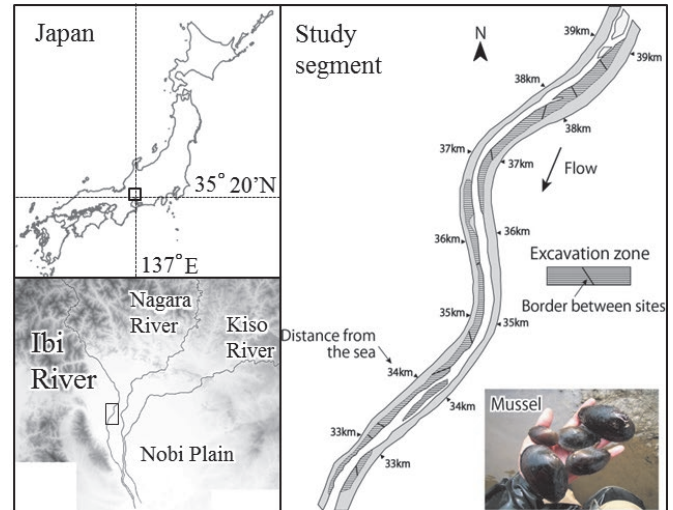 Japan
35°20'N
137°E
Nagara
River
Kiso
River
Ibi
River
Nobi Plain
Study
segment
N
39km
39km
38km
38km
37km
37km
Flow
36km
36km
Excavation zone
Border between sites
35km
35km
Distance from
the sea
34km
34km
Mussel
33km
33km